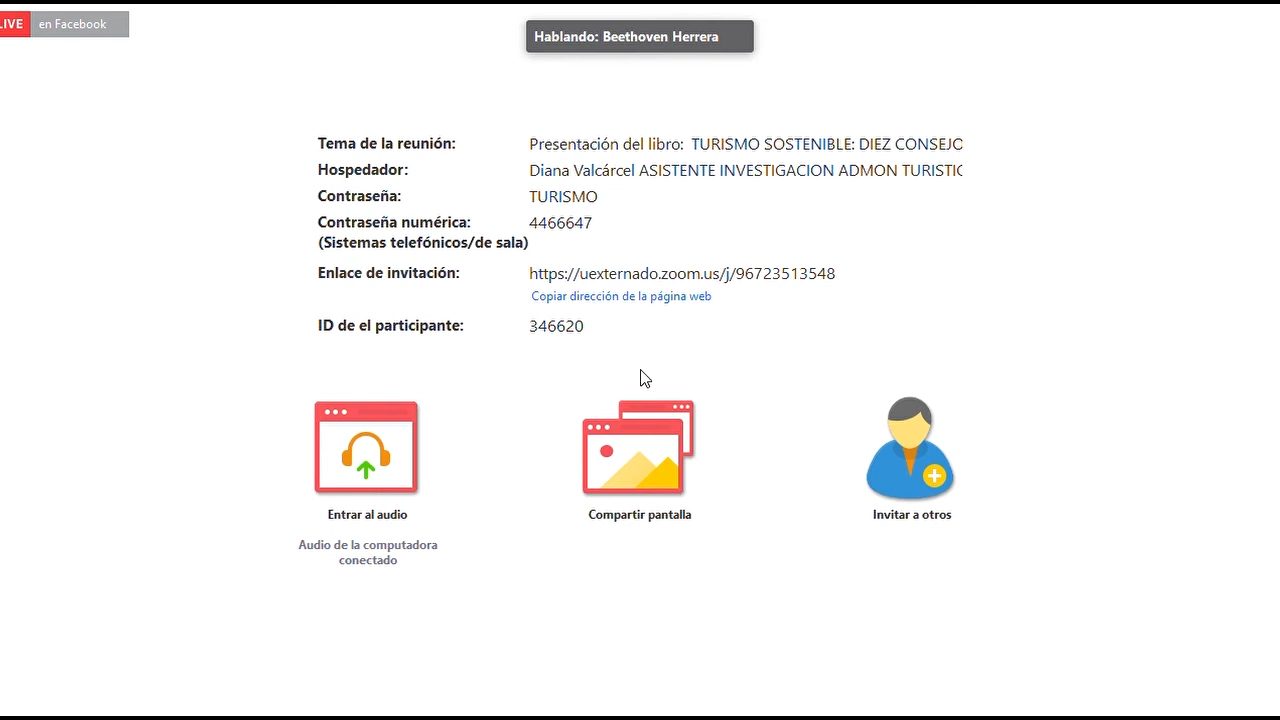 LIVE en Facebook
Hablando: Beethoven Herrera
Tema de la reunión: Presentación del libro: TURISMO SOSTENIBLE: DIEZ CONSEJO
Hospedador: Diana Valcárcel ASISTENTE INVESTIGACION ADMON TURISTIC
Contraseña: TURISMO
Contraseña numérica: 4466647
(Sistemas telefónicos/de sala)
Enlace de invitación: https://uexternado.zoom.us/j/96723513548
Copiar dirección de la página web
ID de el participante: 346620
Entrar al audio
Compartir pantalla
Invitar a otros
Audio de la computadora
conectado